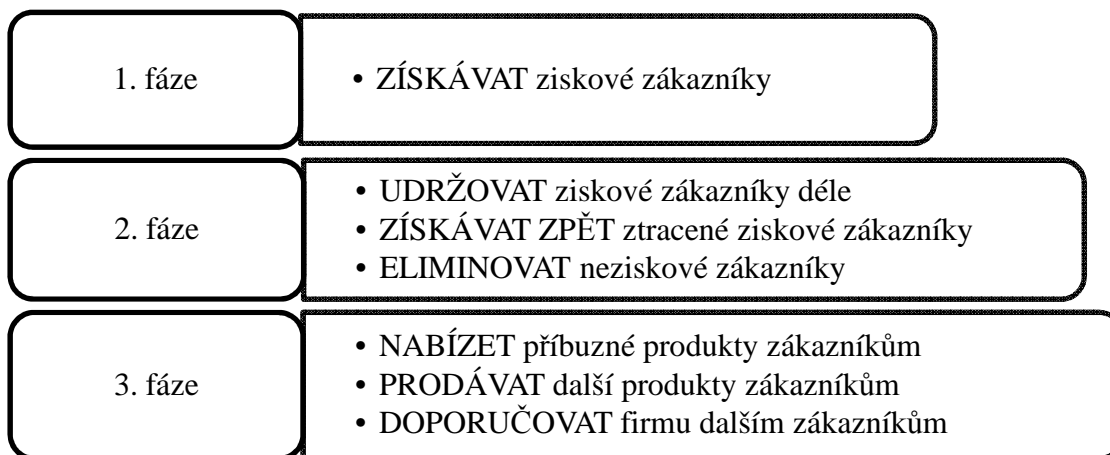 1. fáze
• ZÍSKÁVAT ziskové zákazníky
2. fáze
• UDRŽOVAT ziskové zákazníky déle
• ZÍSKÁVAT ZPĚT ztracené ziskové zákazníky
• ELIMINOVAT neziskové zákazníky
3. fáze
• NABÍZET příbuzné produkty zákazníkům
• PRODÁVAT další produkty zákazníkům
• DOPORUČOVAT firmu dalším zákazníkům